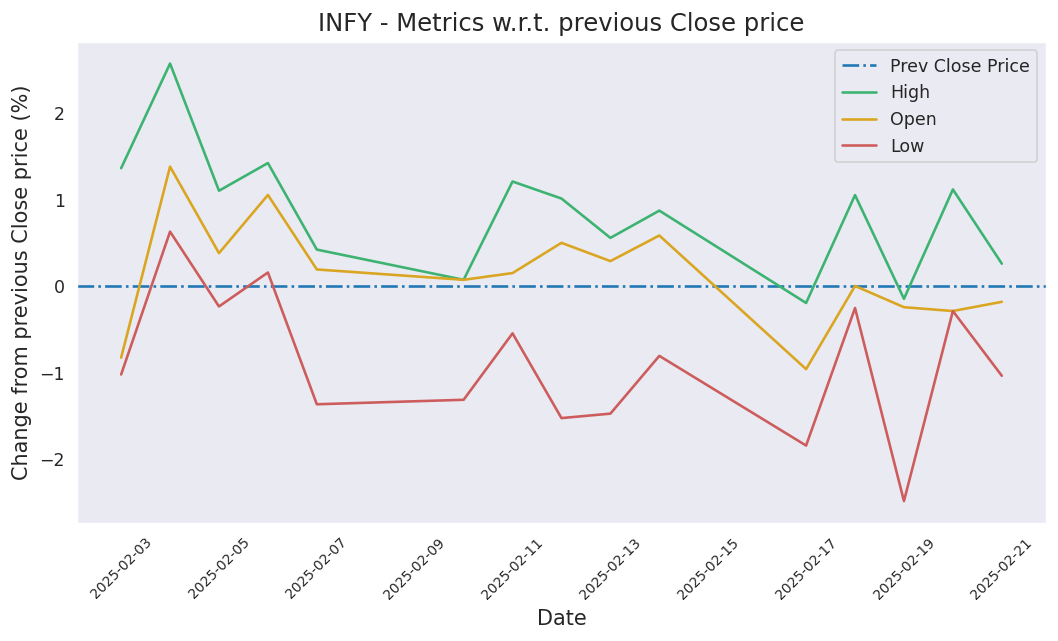 INFY - Metrics w.r.t. previous Close price
Prev Close Price
High
Open
Low
Change from previous Close price (%)
2
1
0
−1
−2
2025-02-03
2025-02-05
2025-02-07
2025-02-09
2025-02-11
2025-02-13
2025-02-15
2025-02-17
2025-02-19
2025-02-21
Date